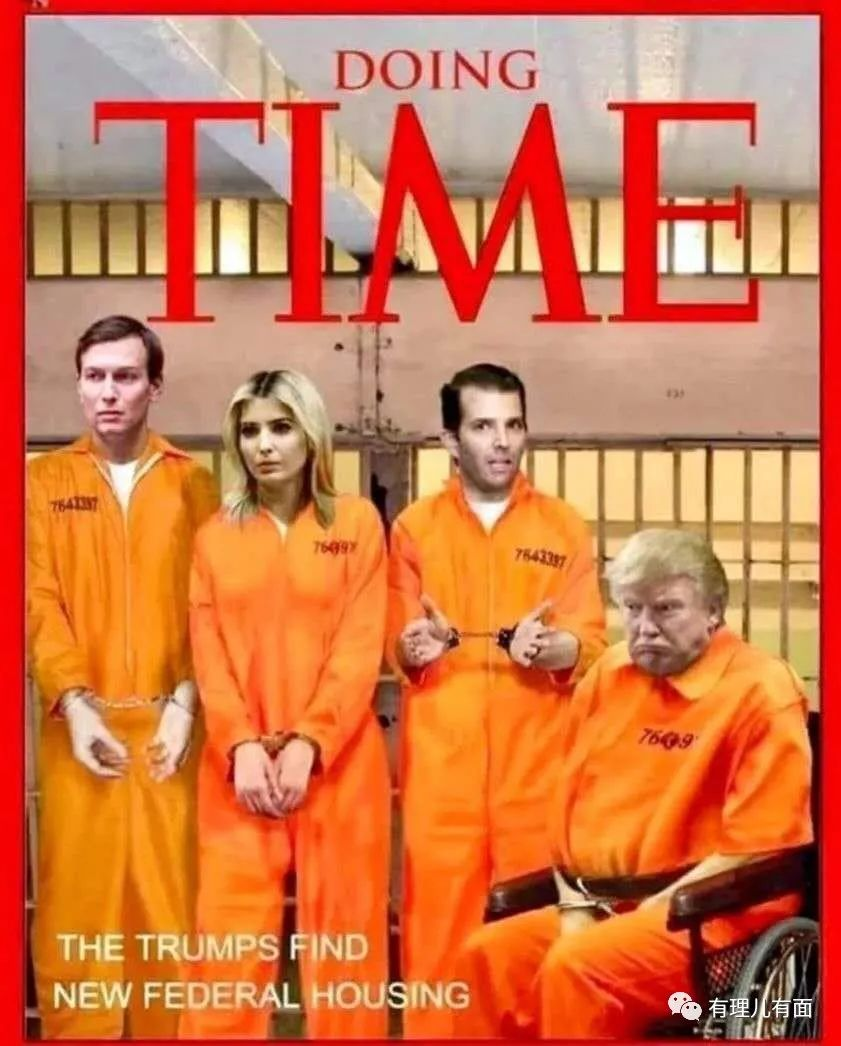 DOING
TIME
7643397
7643397
THE TRUMPS FIND
NEW FEDERAL HOUSING
有理儿有面